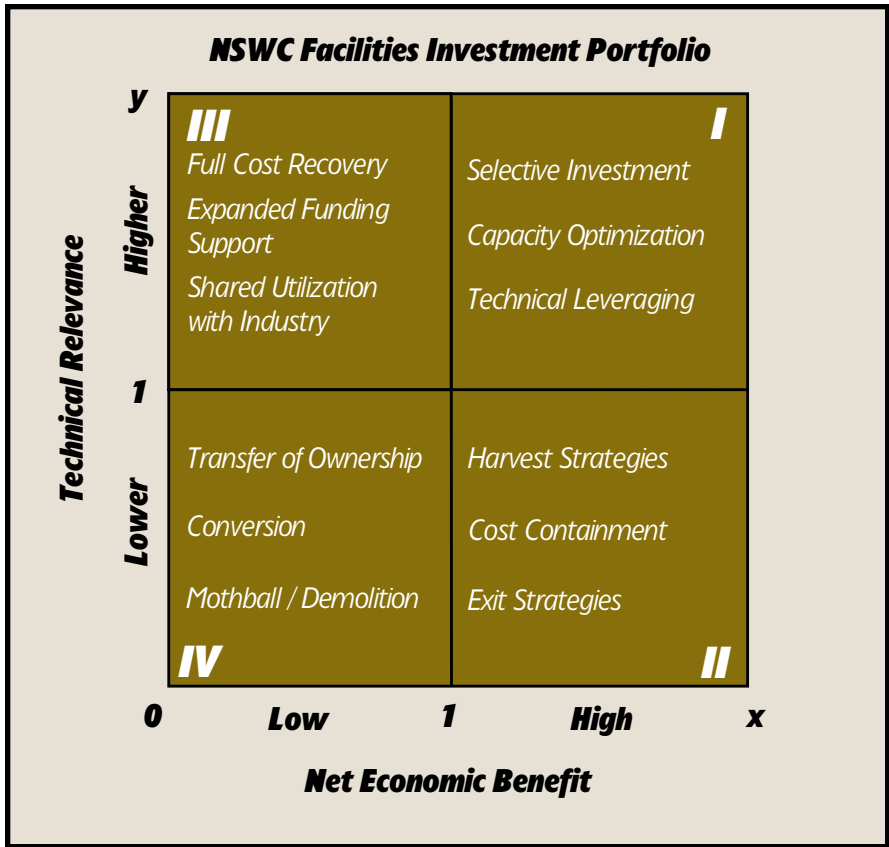 NSWC Facilities Investment Portfolio
y
III
Full Cost Recovery
Expanded Funding
Support
Shared Utilization
with Industry
I
Selective Investment
Capacity Optimization
Technical Leveraging
Technical Relevance
Higher
1
Lower
Transfer of Ownership
Conversion
Mothball / Demolition
IV
Harvest Strategies
Cost Containment
Exit Strategies
II
0
Low
1
High
x
Net Economic Benefit